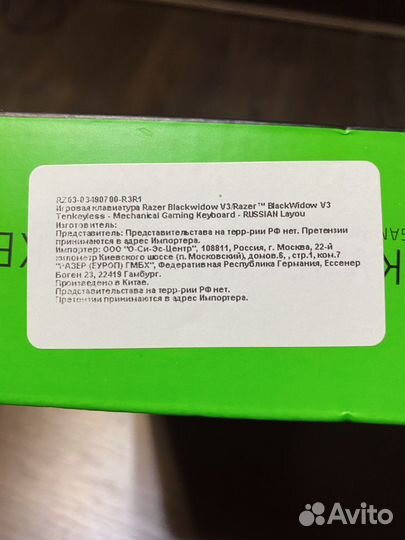 RZ03-03490700-R3R1
Игровая клавиатура Razer Blackwidow V3/Razer™ BlackWidow V3
Tenkeyless - Mechanical Gaming Keyboard - RUSSIAN Layou
Изготовитель:
Представитель: Представительства на терр-рии РФ нет. Претензии
принимаются в адрес Импортера.
Импортер: ООО "О-Си-Эс-Центр", 108811, Россия, г. Москва, 22-й
километр Киевского шоссе (п. Московский), домов.6, , стр.1, ком.7
"РАЗЕР (ЕУРОП) ГМБХ", Федеративная Республика Германия, Ессенер
Боген 23, 22419 Гамбург.
Произведено в Китае.
Представительстава на терр-рии РФ нет.
Претензии принимаются в адрес Импортера.
Avito